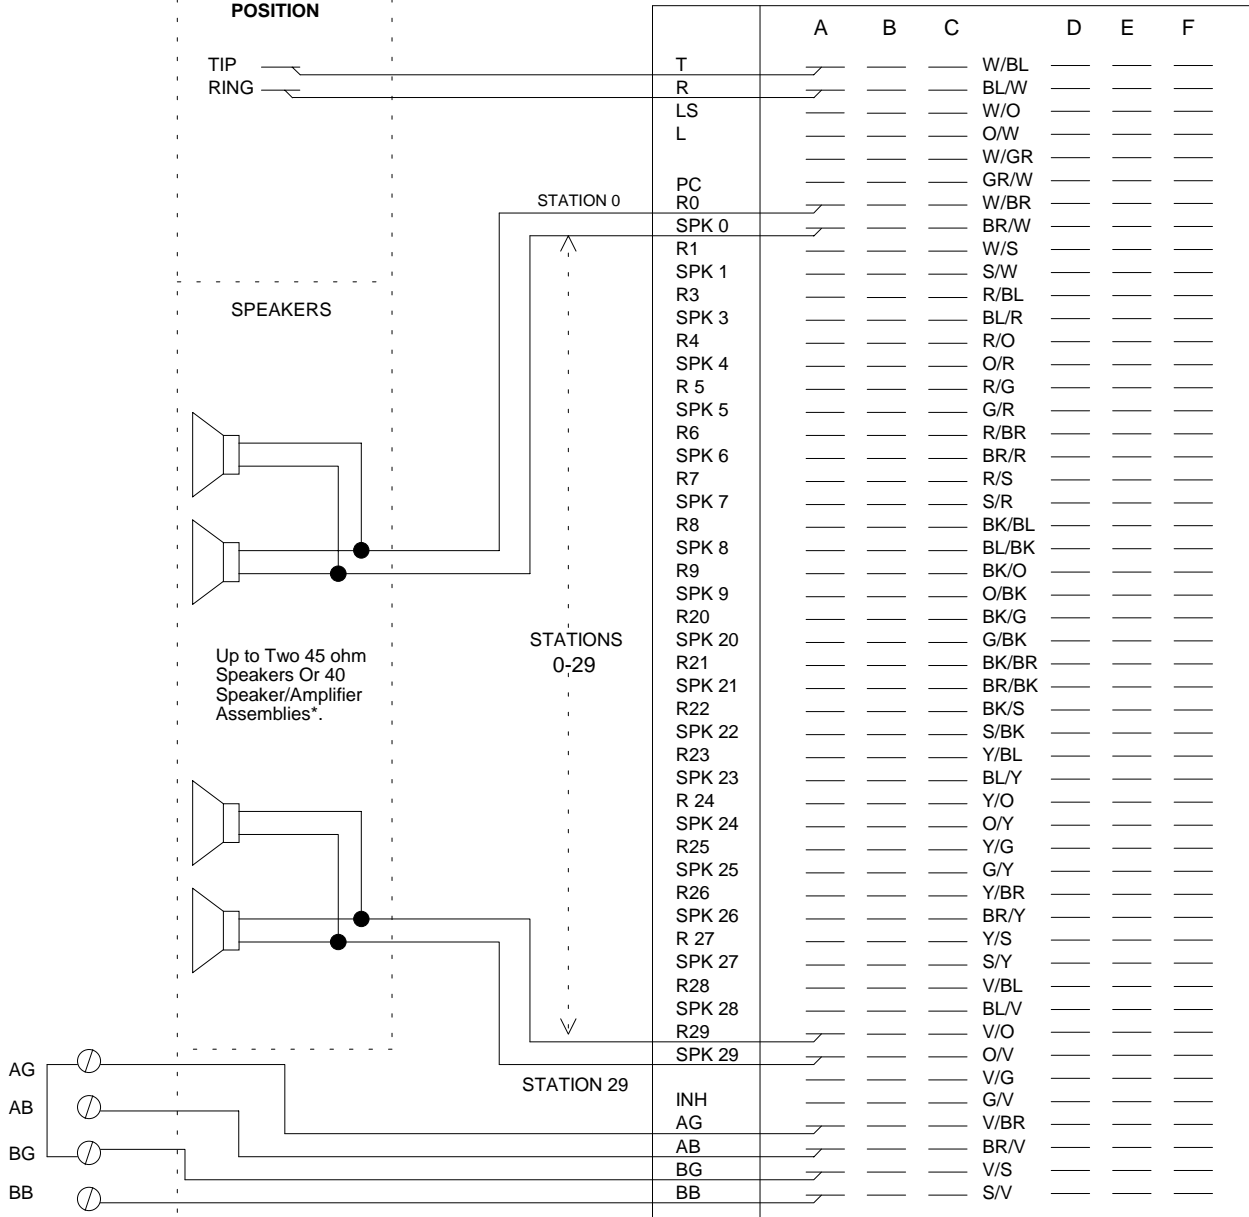 POSITION
A B C D E F
TIP T W/BL
RING R BL/W
LS W/O
L O/W
W/GR
PC GR/W
STATION 0 R0 W/BR
SPK 0 BR/W
R1 W/S
SPK 1 S/W
R3 R/BL
SPEAKERS SPK 3 BL/R
R4 R/O
SPK 4 O/R
R 5 R/G
SPK 5 G/R
R6 R/BR
SPK 6 BR/R
R7 R/S
SPK 7 S/R
R8 BK/BL
SPK 8 BL/BK
R9 BK/O
SPK 9 O/BK
R20 BK/G
STATIONS SPK 20 G/BK
0-29 R21 BK/BR
Up to Two 45 ohm
Speakers Or 40
Speaker/Amplifier
Assemblies*.
SPK 21 BR/BK
R22 BK/S
SPK 22 S/BK
R23 Y/BL
SPK 23 BL/Y
R 24 Y/O
SPK 24 O/Y
R25 Y/G
SPK 25 G/Y
R26 Y/BR
SPK 26 BR/Y
R 27 Y/S
SPK 27 S/Y
R28 V/BL
SPK 28 BL/V
R29 V/O
SPK 29 O/V
AG STATION 29 V/G
AB INH G/V
AG V/BR
BG AB BR/V
BG V/S
BB BB S/V